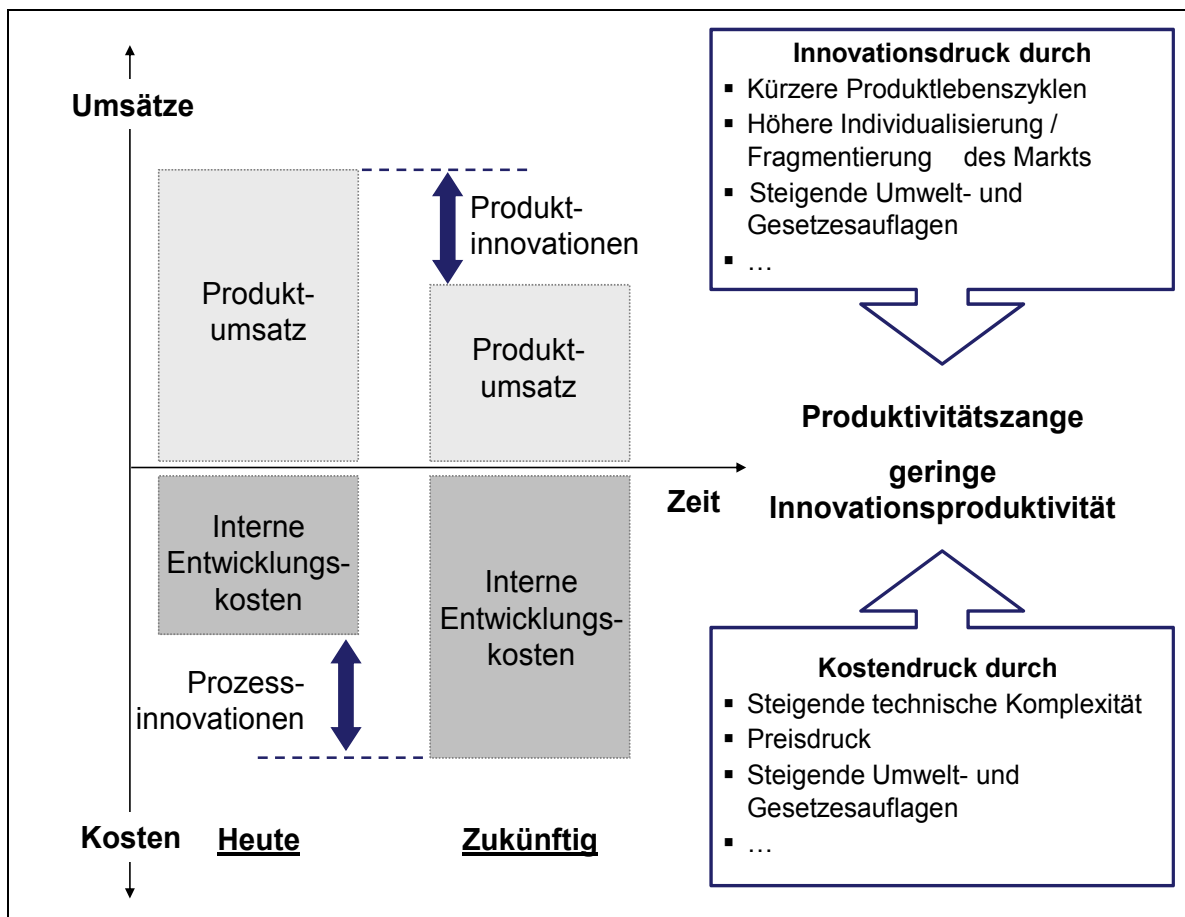 Umsätze
Produkt-
umsatz
Produkt-
innovationen
Produkt-
umsatz
Zeit
Interne
Entwicklungs-
kosten
Interne
Entwicklungs-
kosten
Prozess-
innovationen
Kosten
Heute
Zukünftig
Innovationsdruck durch
▪ Kürzere Produktlebenszyklen
▪ Höhere Individualisierung /
Fragmentierung des Markts
▪ Steigende Umwelt- und
Gesetzesauflagen
▪ …
Produktivitätszange
geringe
Innovationsproduktivität
Kostendruck durch
▪ Steigende technische Komplexität
▪ Preisdruck
▪ Steigende Umwelt- und
Gesetzesauflagen
▪ …